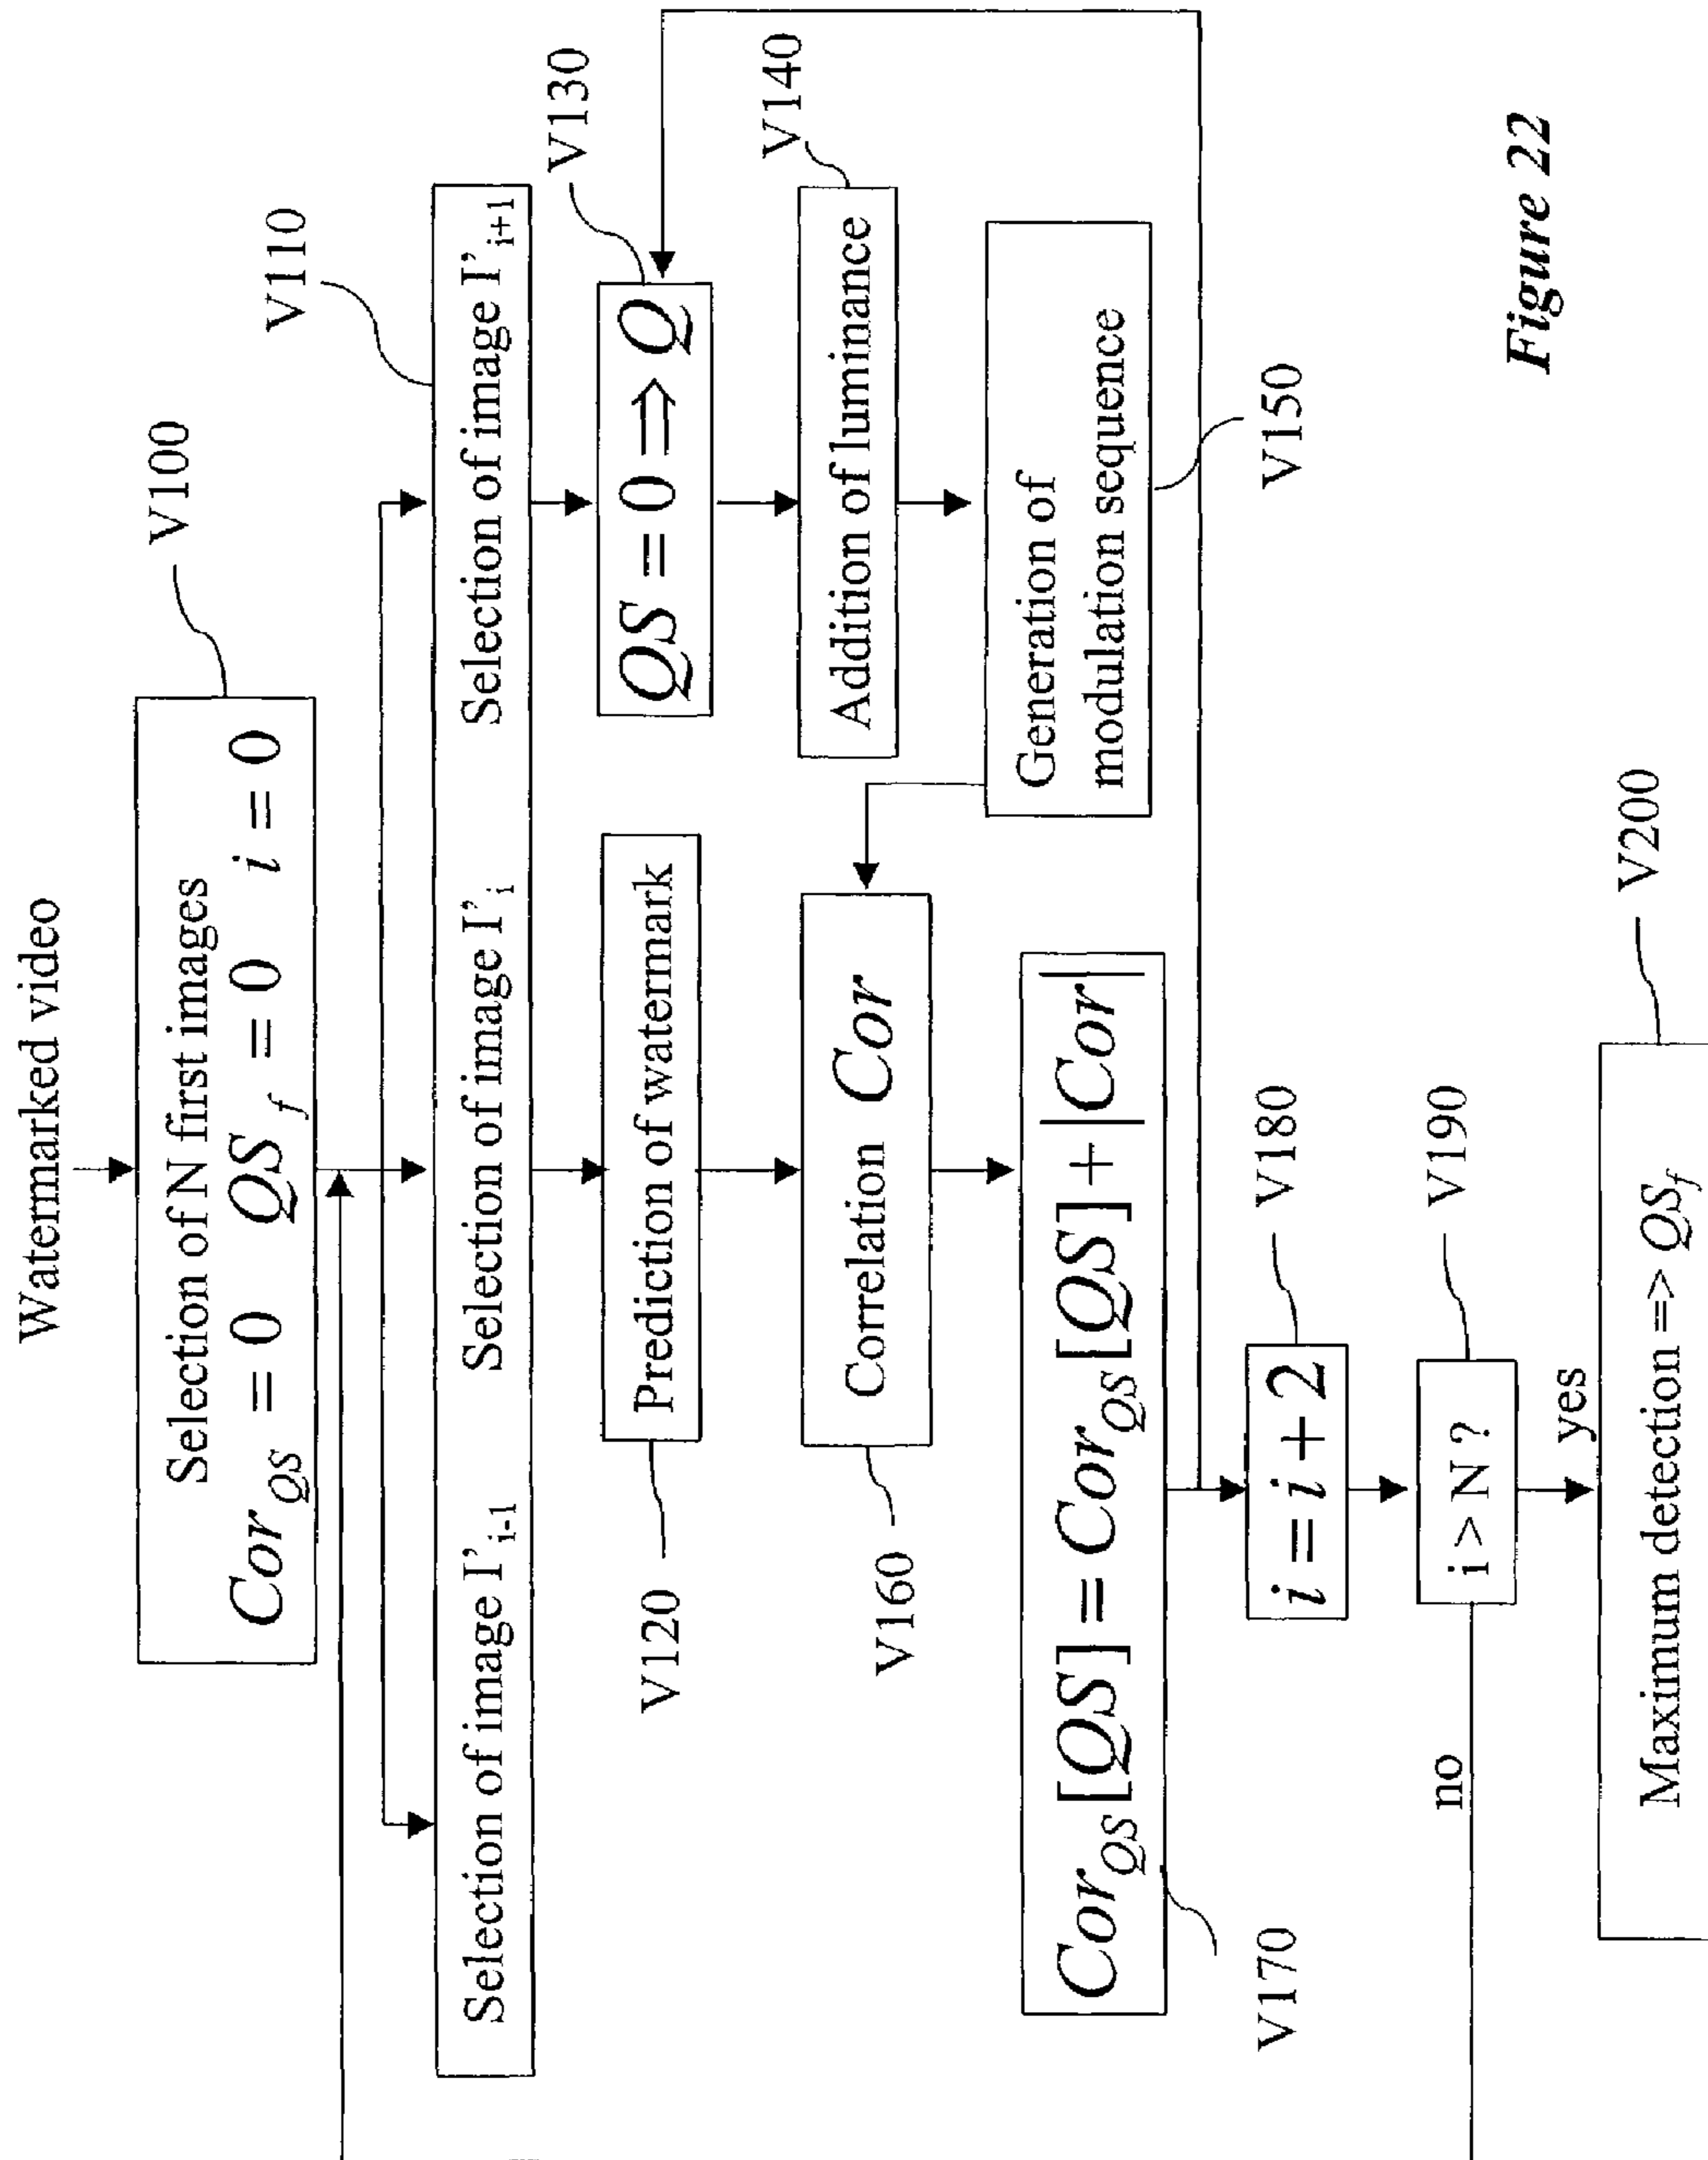 Watermarked video
V100
Selection of N first images
Cor_QS = 0 QS_f = 0 i = 0
V110
Selection of image I'_i-1 Selection of image I'_i Selection of image I'_i+1
V120
Prediction of watermark
V130
QS = 0 ⇒ Q
V140
Addition of luminance
V160
Correlation Cor
Generation of
modulation sequence
V150
V170
Cor_QS[QS] = Cor_QS[QS] + |Cor|
V180
i = i + 2
V190
i > N ?
no
yes
V200
Maximum detection => QS_f
Figure 22